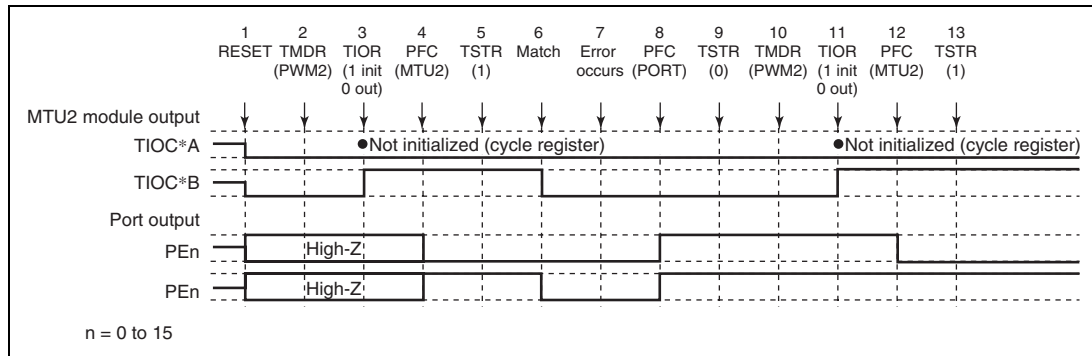 1 2 3 4 5 6 7 8 9 10 11 12 13
RESET TMDR TIOR PFC TSTR Match Error PFC TSTR TMDR TIOR PFC TSTR
(PWM2) (1 init (MTU2) (1) occurs (PORT) (0) (PWM2) (1 init (MTU2) (1)
0 out) 0 out)
MTU2 module output
TIOC*A ●Not initialized (cycle register) ●Not initialized (cycle register)
TIOC*B
Port output
PEn High-Z
PEn High-Z
n = 0 to 15